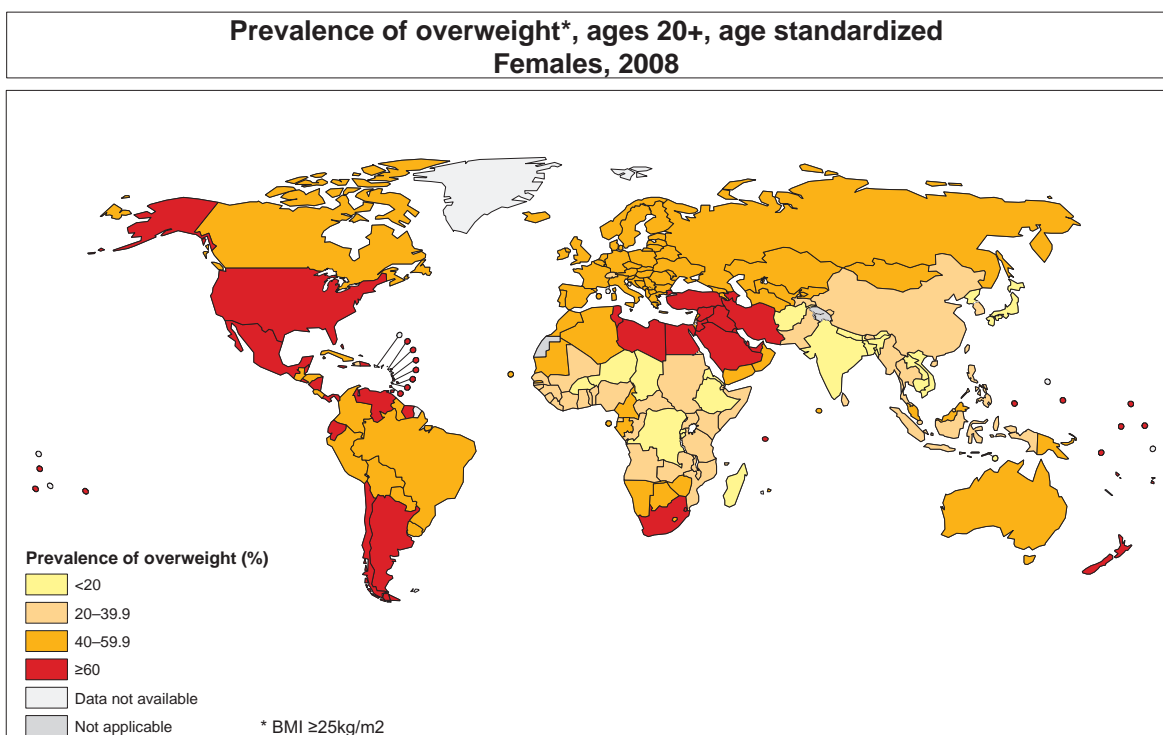 Prevalence of overweight*, ages 20+, age standardized
Females, 2008
Prevalence of overweight (%)
<20
20–39.9
40–59.9
≥60
Data not available
Not applicable
* BMI ≥25kg/m2